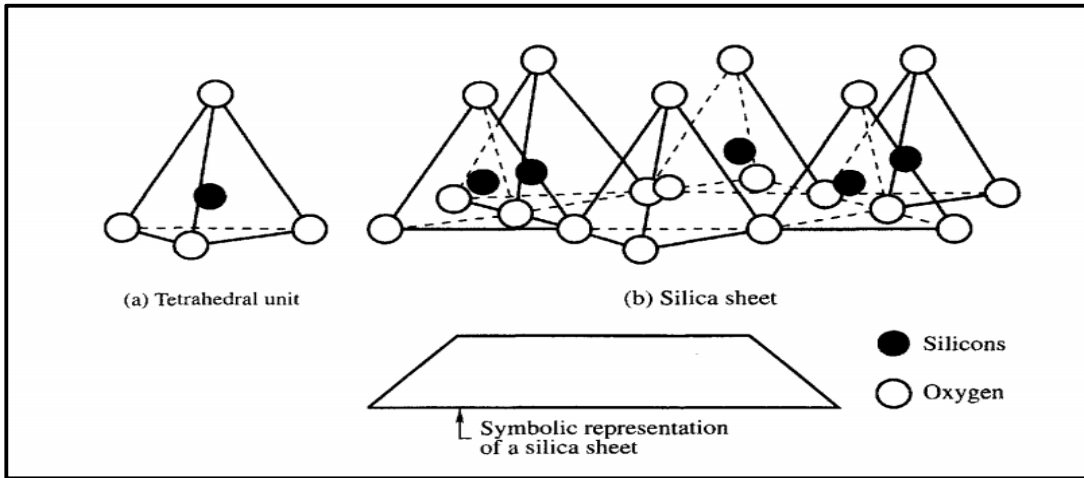 (a) Tetrahedral unit
(b) Silica sheet
Silicons
Oxygen
Symbolic representation
of a silica sheet